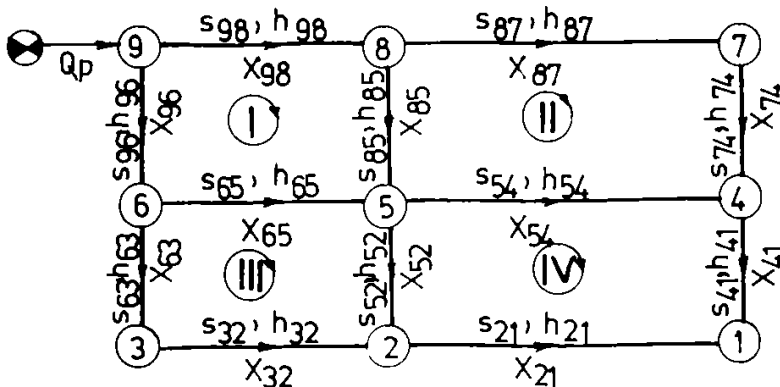 s98, h98 s87, h87
9 8 7
Qp X98 X87
s96, h96 X96 s85, h85 X85 s74, h74 X74
I II
s65, h65 s54, h54
6 5 4
X65 X54
s63, h63 X63 III s52, h52 X52 IV s41, h41 X41
s32, h32 s21, h21
3 2 1
X32 X21